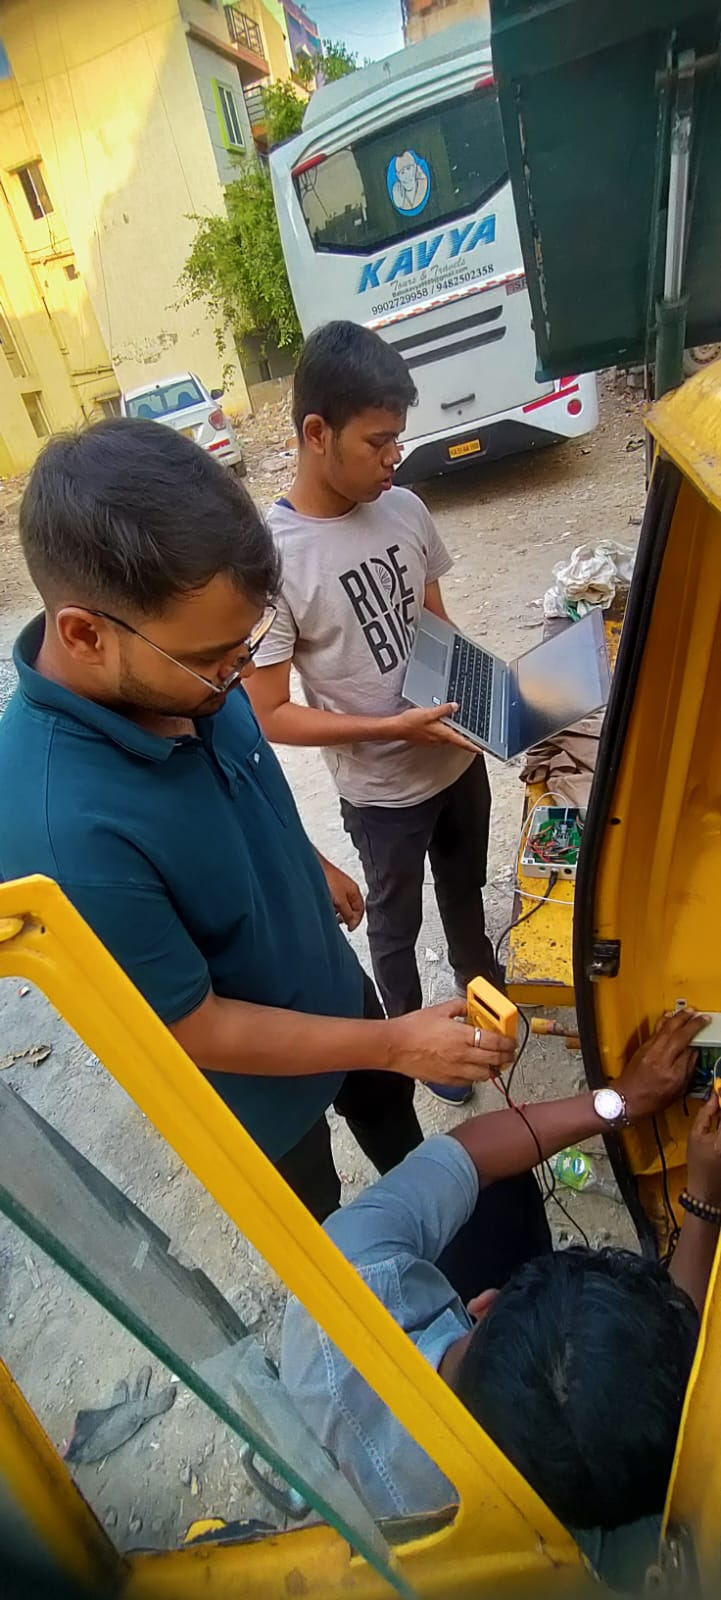 KAVYA
Tours & Travels
9902729958 / 9482502358
RIDE
BIKE